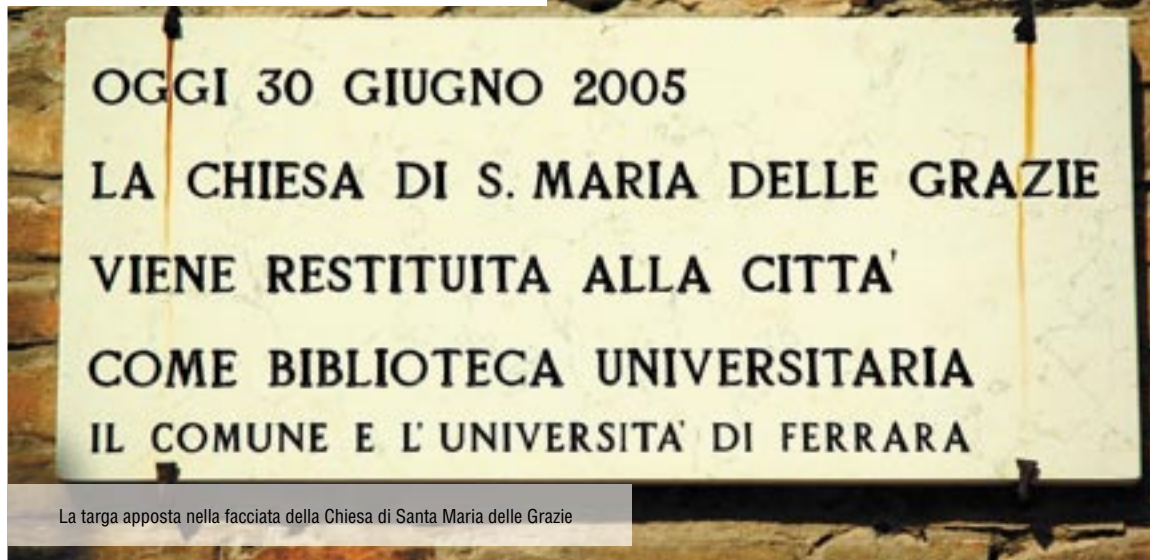 OGGI 30 GIUGNO 2005
LA CHIESA DI S. MARIA DELLE GRAZIE
VIENE RESTITUITA ALLA CITTA'
COME BIBLIOTECA UNIVERSITARIA
IL COMUNE E L'UNIVERSITA' DI FERRARA
La targa apposta nella facciata della Chiesa di Santa Maria delle Grazie